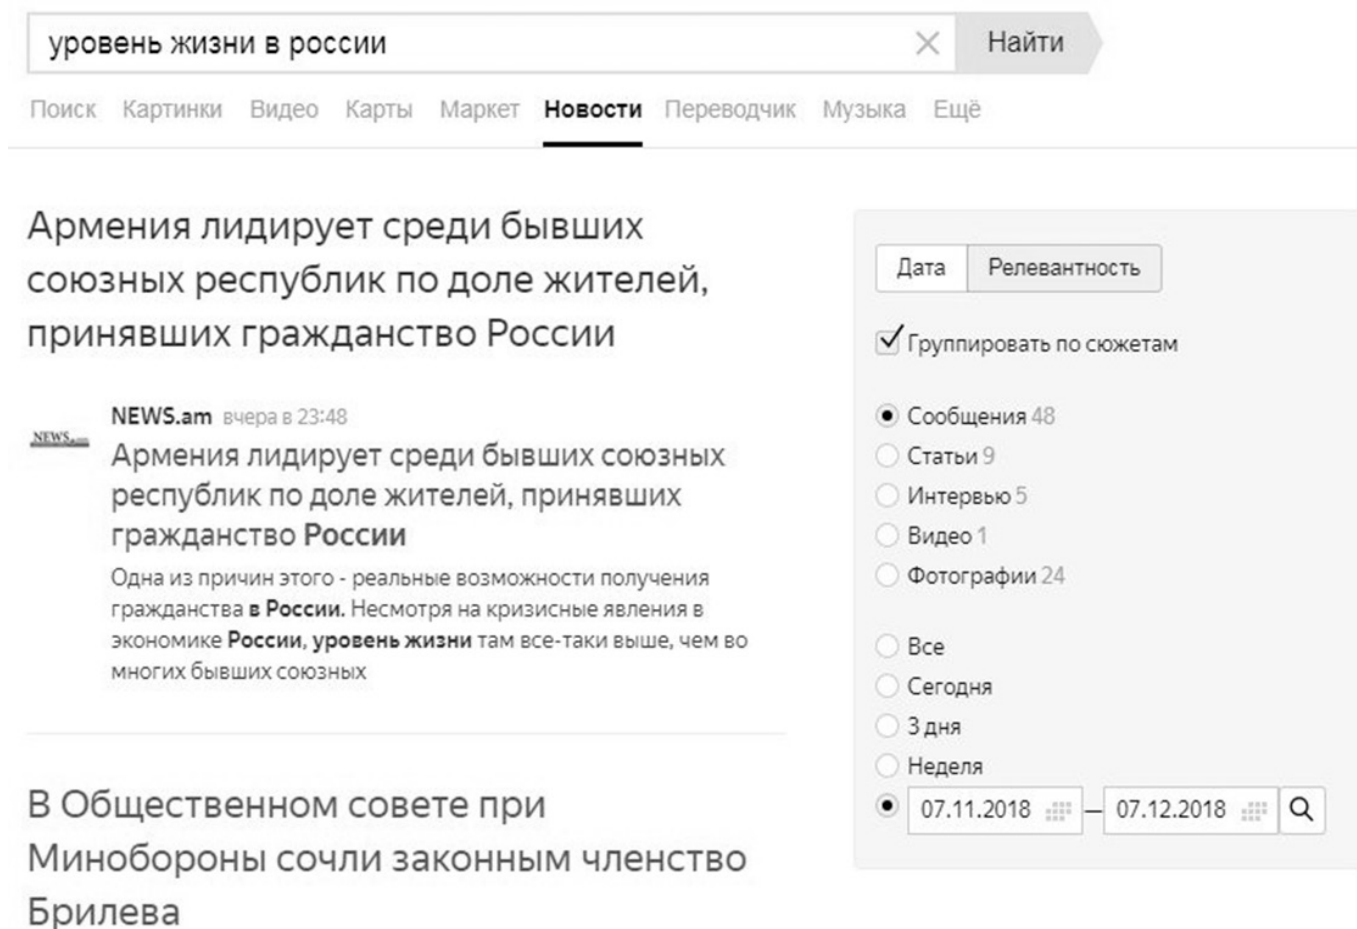 уровень жизни в россии
Найти
Поиск Картинки Видео Карты Маркет Новости Переводчик Музыка Ещё
Армения лидирует среди бывших
союзных республик по доле жителей,
принявших гражданство России
NEWS.am вчера в 23:48
NEWS.am
Армения лидирует среди бывших союзных
республик по доле жителей, принявших
гражданство России
Одна из причин этого - реальные возможности получения
гражданства в России. Несмотря на кризисные явления в
экономике России, уровень жизни там все-таки выше, чем во
многих бывших союзных
В Общественном совете при
Минобороны сочли законным членство
Брилева
Дата Релевантность
Группировать по сюжетам
Сообщения 48
Статьи 9
Интервью 5
Видео 1
Фотографии 24
Все
Сегодня
3 дня
Неделя
07.11.2018 — 07.12.2018